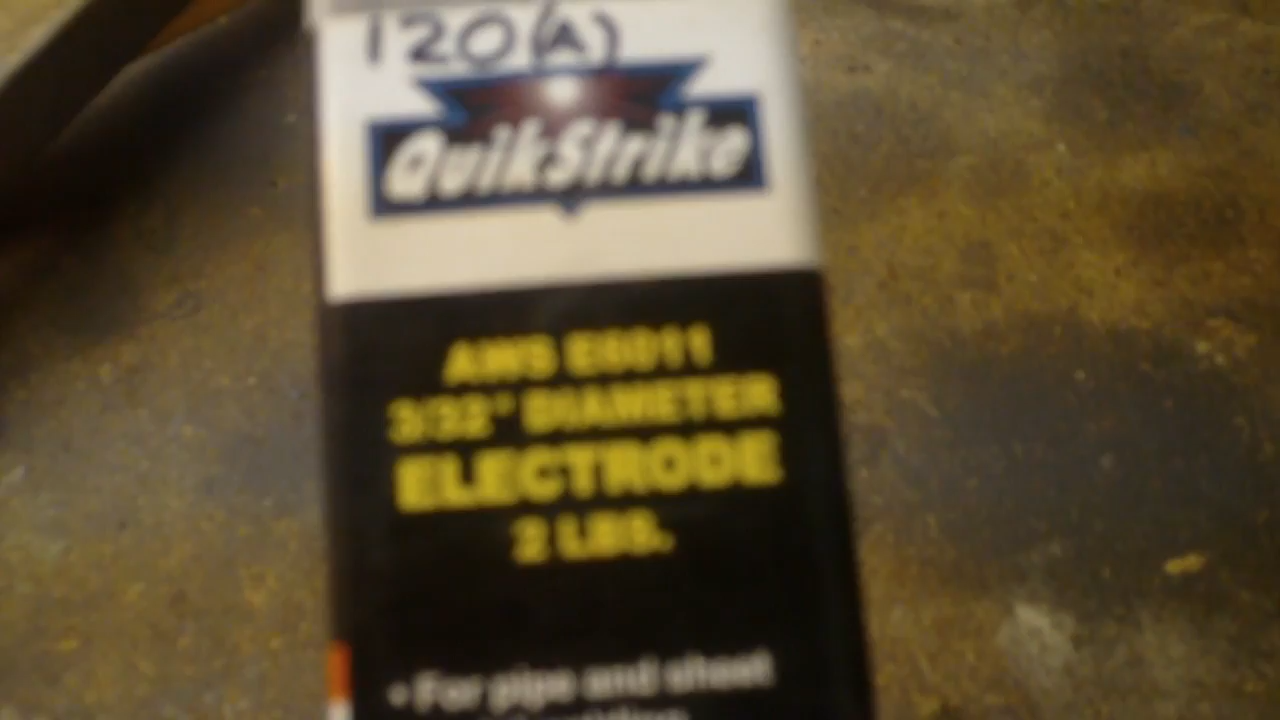 120(A)
QuikStrike
AWS E6011
3/32" DIAMETER
ELECTRODE
2 LBS.
• For pipe and sheet